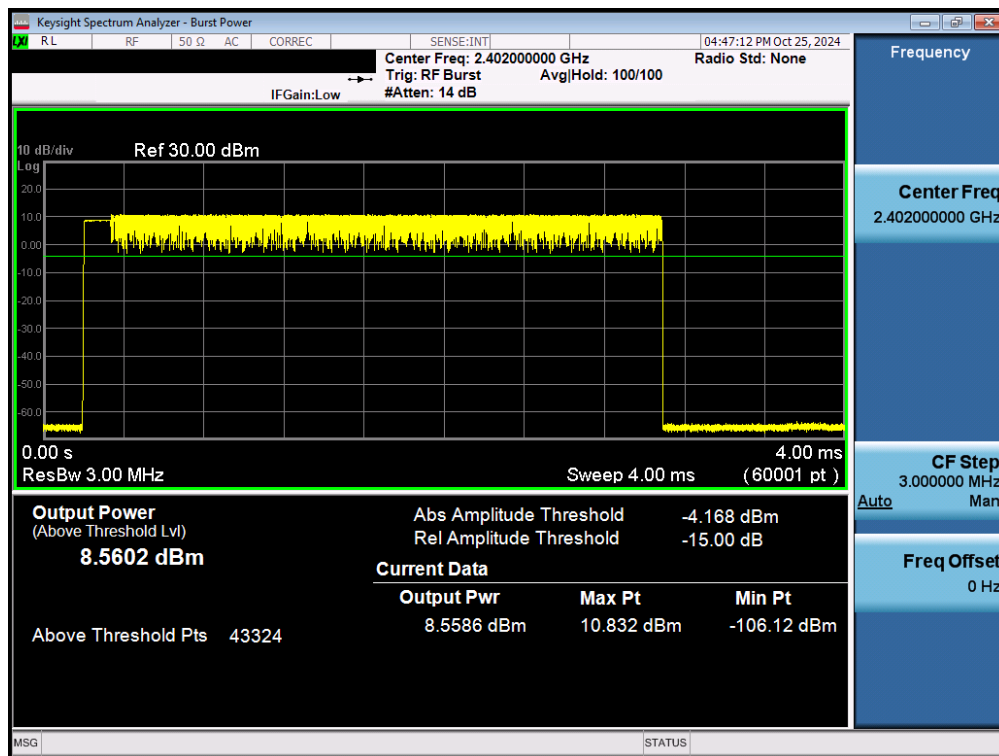 Keysight Spectrum Analyzer - Burst Power
LXI RL RF 50 Ω AC CORREC SENSE:INT 04:47:12 PM Oct 25, 2024
Center Freq: 2.402000000 GHz Radio Std: None
Trig: RF Burst Avg|Hold: 100/100
IFGain:Low #Atten: 14 dB
10 dB/div Ref 30.00 dBm
Log
20.0
10.0
0.00
-10.0
-20.0
-30.0
-40.0
-50.0
-60.0
0.00 s 4.00 ms
ResBw 3.00 MHz Sweep 4.00 ms (60001 pt)
Output Power
(Above Threshold Lvl)
8.5602 dBm
Above Threshold Pts 43324
Abs Amplitude Threshold -4.168 dBm
Rel Amplitude Threshold -15.00 dB
Current Data
Output Pwr Max Pt Min Pt
8.5586 dBm 10.832 dBm -106.12 dBm
Frequency
Center Freq
2.402000000 GHz
CF Step
3.000000 MHz
Auto Man
Freq Offset
0 Hz
MSG STATUS